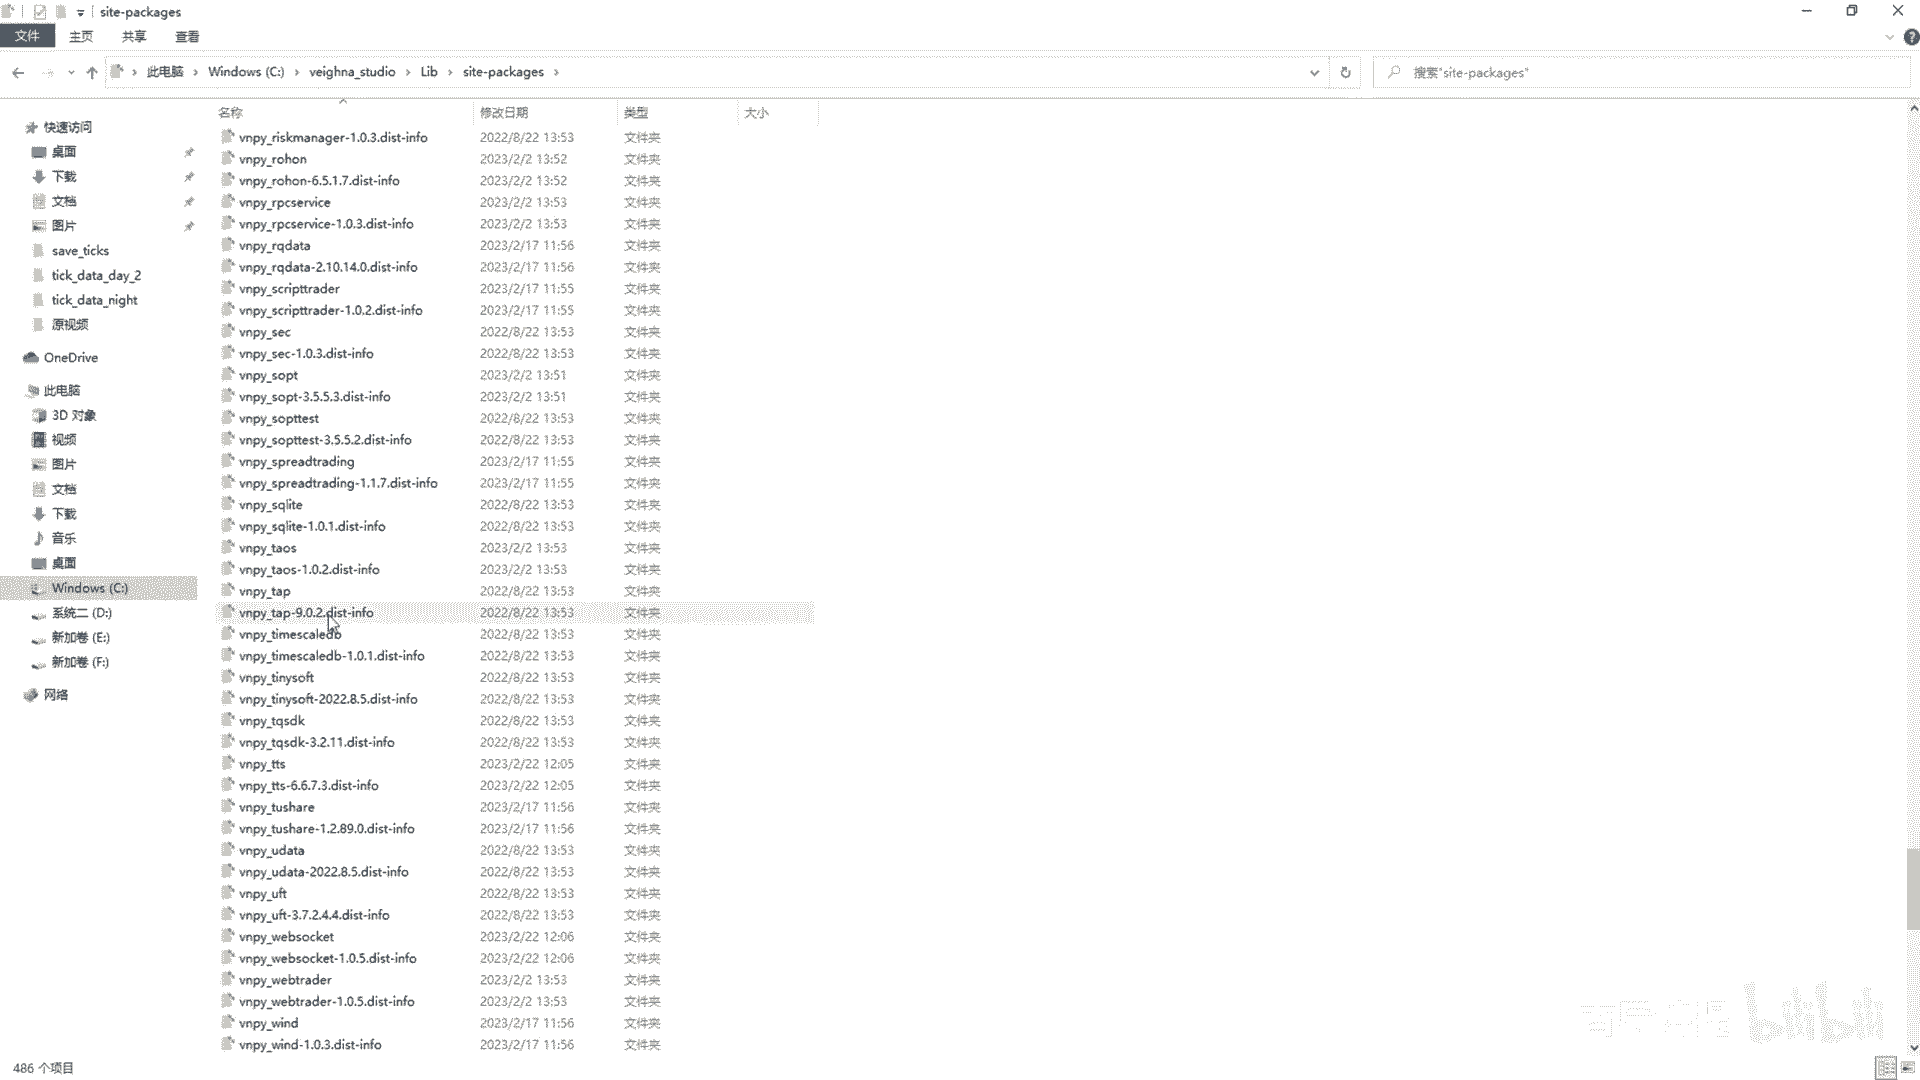 site-packages
文件 主页 共享 查看
此电脑 › Windows (C:) › veighna_studio › Lib › site-packages ›
搜索"site-packages"
名称 修改日期 类型 大小
快速访问
桌面
下载
文档
图片
save_ticks
tick_data_day_2
tick_data_night
原视频
OneDrive
此电脑
3D 对象
视频
图片
文档
下载
音乐
桌面
Windows (C:)
系统二 (D:)
新加卷 (E:)
新加卷 (F:)
网络
vnpy_riskmanager-1.0.3.dist-info 2022/8/22 13:53 文件夹
vnpy_rohon 2023/2/2 13:52 文件夹
vnpy_rohon-6.5.1.7.dist-info 2023/2/2 13:52 文件夹
vnpy_rpcservice 2023/2/2 13:53 文件夹
vnpy_rpcservice-1.0.3.dist-info 2023/2/2 13:53 文件夹
vnpy_rqdata 2023/2/17 11:56 文件夹
vnpy_rqdata-2.10.14.0.dist-info 2023/2/17 11:56 文件夹
vnpy_scripttrader 2023/2/17 11:55 文件夹
vnpy_scripttrader-1.0.2.dist-info 2023/2/17 11:55 文件夹
vnpy_sec 2022/8/22 13:53 文件夹
vnpy_sec-1.0.3.dist-info 2022/8/22 13:53 文件夹
vnpy_sopt 2023/2/2 13:51 文件夹
vnpy_sopt-3.5.5.3.dist-info 2023/2/2 13:51 文件夹
vnpy_sopttest 2022/8/22 13:53 文件夹
vnpy_sopttest-3.5.5.2.dist-info 2022/8/22 13:53 文件夹
vnpy_spreadtrading 2023/2/17 11:55 文件夹
vnpy_spreadtrading-1.1.7.dist-info 2023/2/17 11:55 文件夹
vnpy_sqlite 2022/8/22 13:53 文件夹
vnpy_sqlite-1.0.1.dist-info 2022/8/22 13:53 文件夹
vnpy_taos 2023/2/2 13:53 文件夹
vnpy_taos-1.0.2.dist-info 2023/2/2 13:53 文件夹
vnpy_tap 2022/8/22 13:53 文件夹
vnpy_tap-9.0.2.dist-info 2022/8/22 13:53 文件夹
vnpy_timescaledb 2022/8/22 13:53 文件夹
vnpy_timescaledb-1.0.1.dist-info 2022/8/22 13:53 文件夹
vnpy_tinysoft 2022/8/22 13:53 文件夹
vnpy_tinysoft-2022.8.5.dist-info 2022/8/22 13:53 文件夹
vnpy_tqsdk 2022/8/22 13:53 文件夹
vnpy_tqsdk-3.2.11.dist-info 2022/8/22 13:53 文件夹
vnpy_tts 2023/2/22 12:05 文件夹
vnpy_tts-6.6.7.3.dist-info 2023/2/22 12:05 文件夹
vnpy_tushare 2023/2/17 11:56 文件夹
vnpy_tushare-1.2.89.0.dist-info 2023/2/17 11:56 文件夹
vnpy_udata 2022/8/22 13:53 文件夹
vnpy_udata-2022.8.5.dist-info 2022/8/22 13:53 文件夹
vnpy_uft 2022/8/22 13:53 文件夹
vnpy_uft-3.7.2.4.4.dist-info 2022/8/22 13:53 文件夹
vnpy_websocket 2023/2/22 12:06 文件夹
vnpy_websocket-1.0.5.dist-info 2023/2/22 12:06 文件夹
vnpy_webtrader 2023/2/2 13:53 文件夹
vnpy_webtrader-1.0.5.dist-info 2023/2/2 13:53 文件夹
vnpy_wind 2023/2/17 11:56 文件夹
vnpy_wind-1.0.3.dist-info 2023/2/17 11:56 文件夹
bilibili
486 个项目